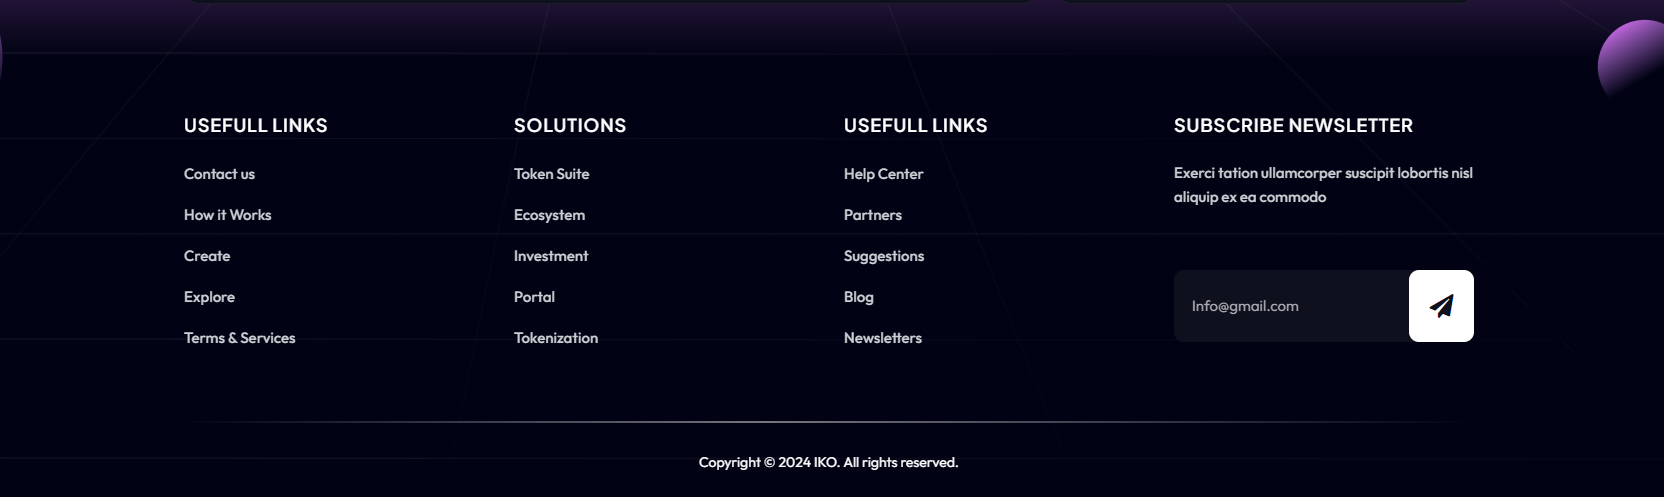 USEFULL LINKS
Contact us
How it Works
Create
Explore
Terms & Services
SOLUTIONS
Token Suite
Ecosystem
Investment
Portal
Tokenization
USEFULL LINKS
Help Center
Partners
Suggestions
Blog
Newsletters
SUBSCRIBE NEWSLETTER
Exerci tation ullamcorper suscipit lobortis nisl
aliquip ex ea commodo
Info@gmail.com
Copyright © 2024 IKO. All rights reserved.